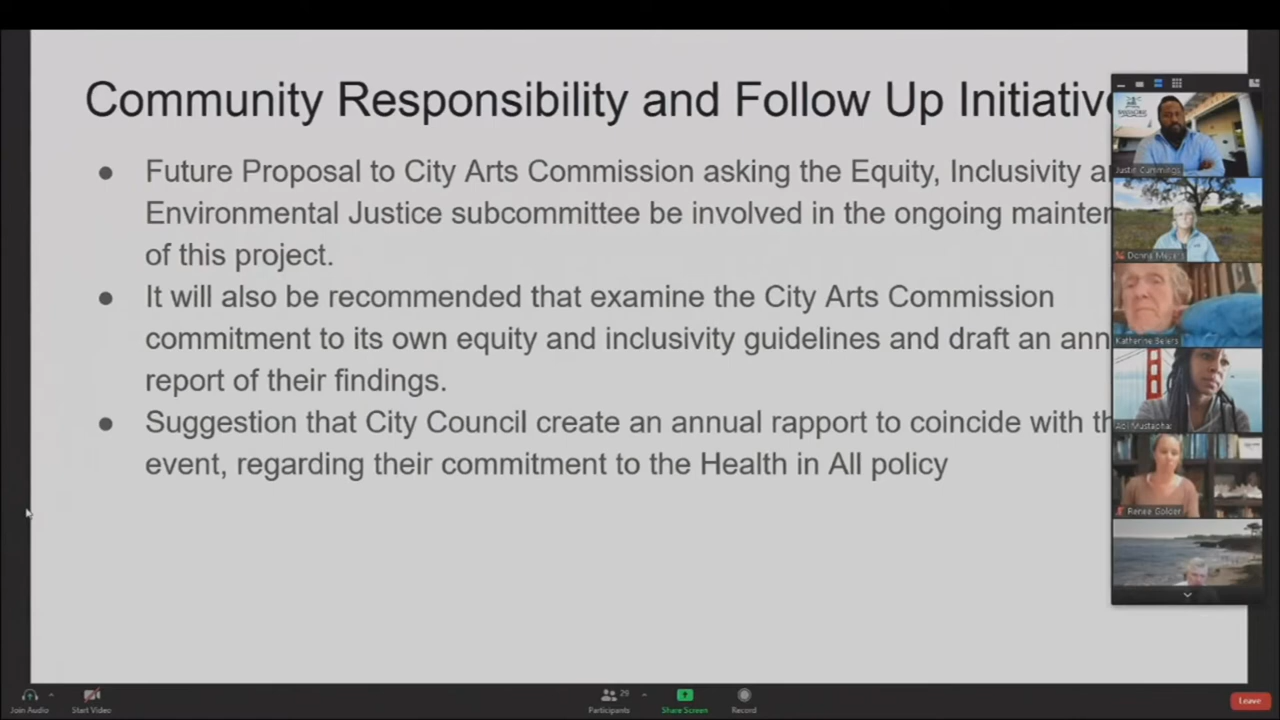 Community Responsibility and Follow Up Initiativ
● Future Proposal to City Arts Commission asking the Equity, Inclusivity a
Environmental Justice subcommittee be involved in the ongoing mainter
of this project.
● It will also be recommended that examine the City Arts Commission
commitment to its own equity and inclusivity guidelines and draft an ann
report of their findings.
● Suggestion that City Council create an annual rapport to coincide with th
event, regarding their commitment to the Health in All policy
Justin Cummings
Donna Meyers
Katherine Beiers
Abi Mustapha
Renee Golder
Join Audio
Start Video
29
Participants
Share Screen
Record
Leave